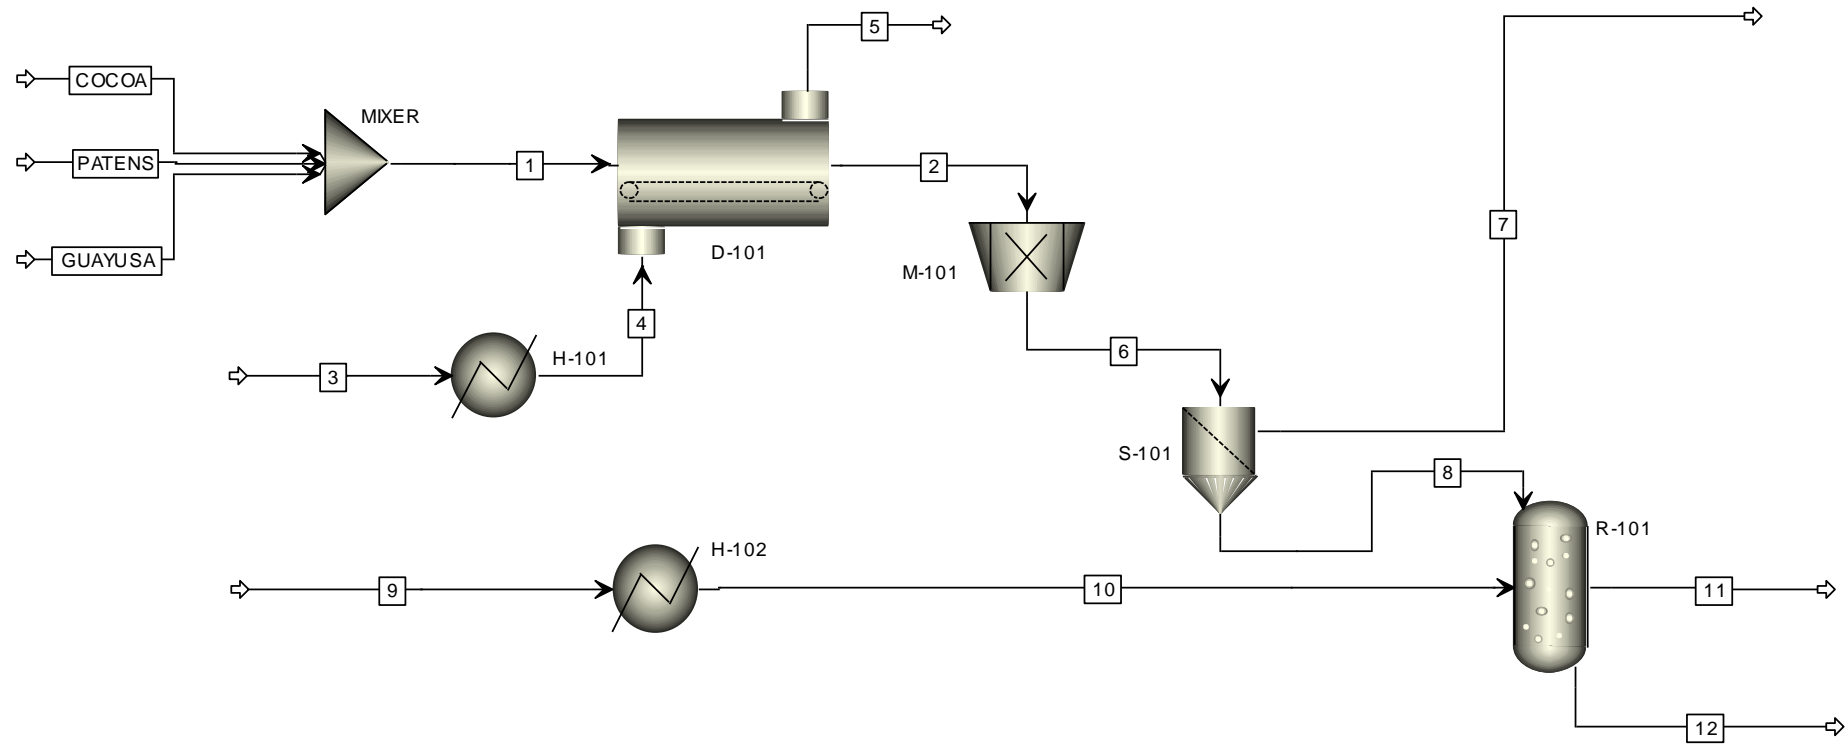 5
COCOA
MIXER
PATENS
1
2
7
GUAYUSA
D-101
M-101
4
6
H-101
3
S-101
8
R-101
H-102
9
10
11
12